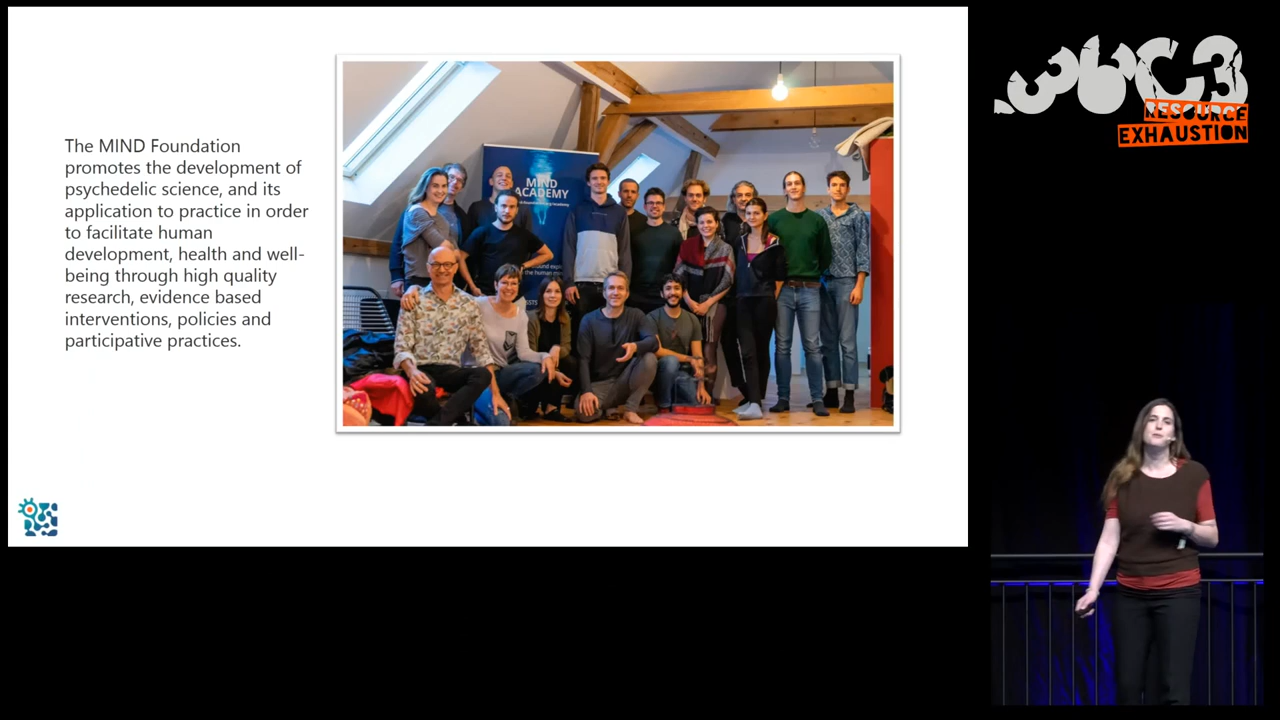 The MIND Foundation
promotes the development of
psychedelic science, and its
application to practice in order
to facilitate human
development, health and well-
being through high quality
research, evidence based
interventions, policies and
participative practices.
MIND
ACADEMY
36C3
RESOURCE
EXHAUSTION